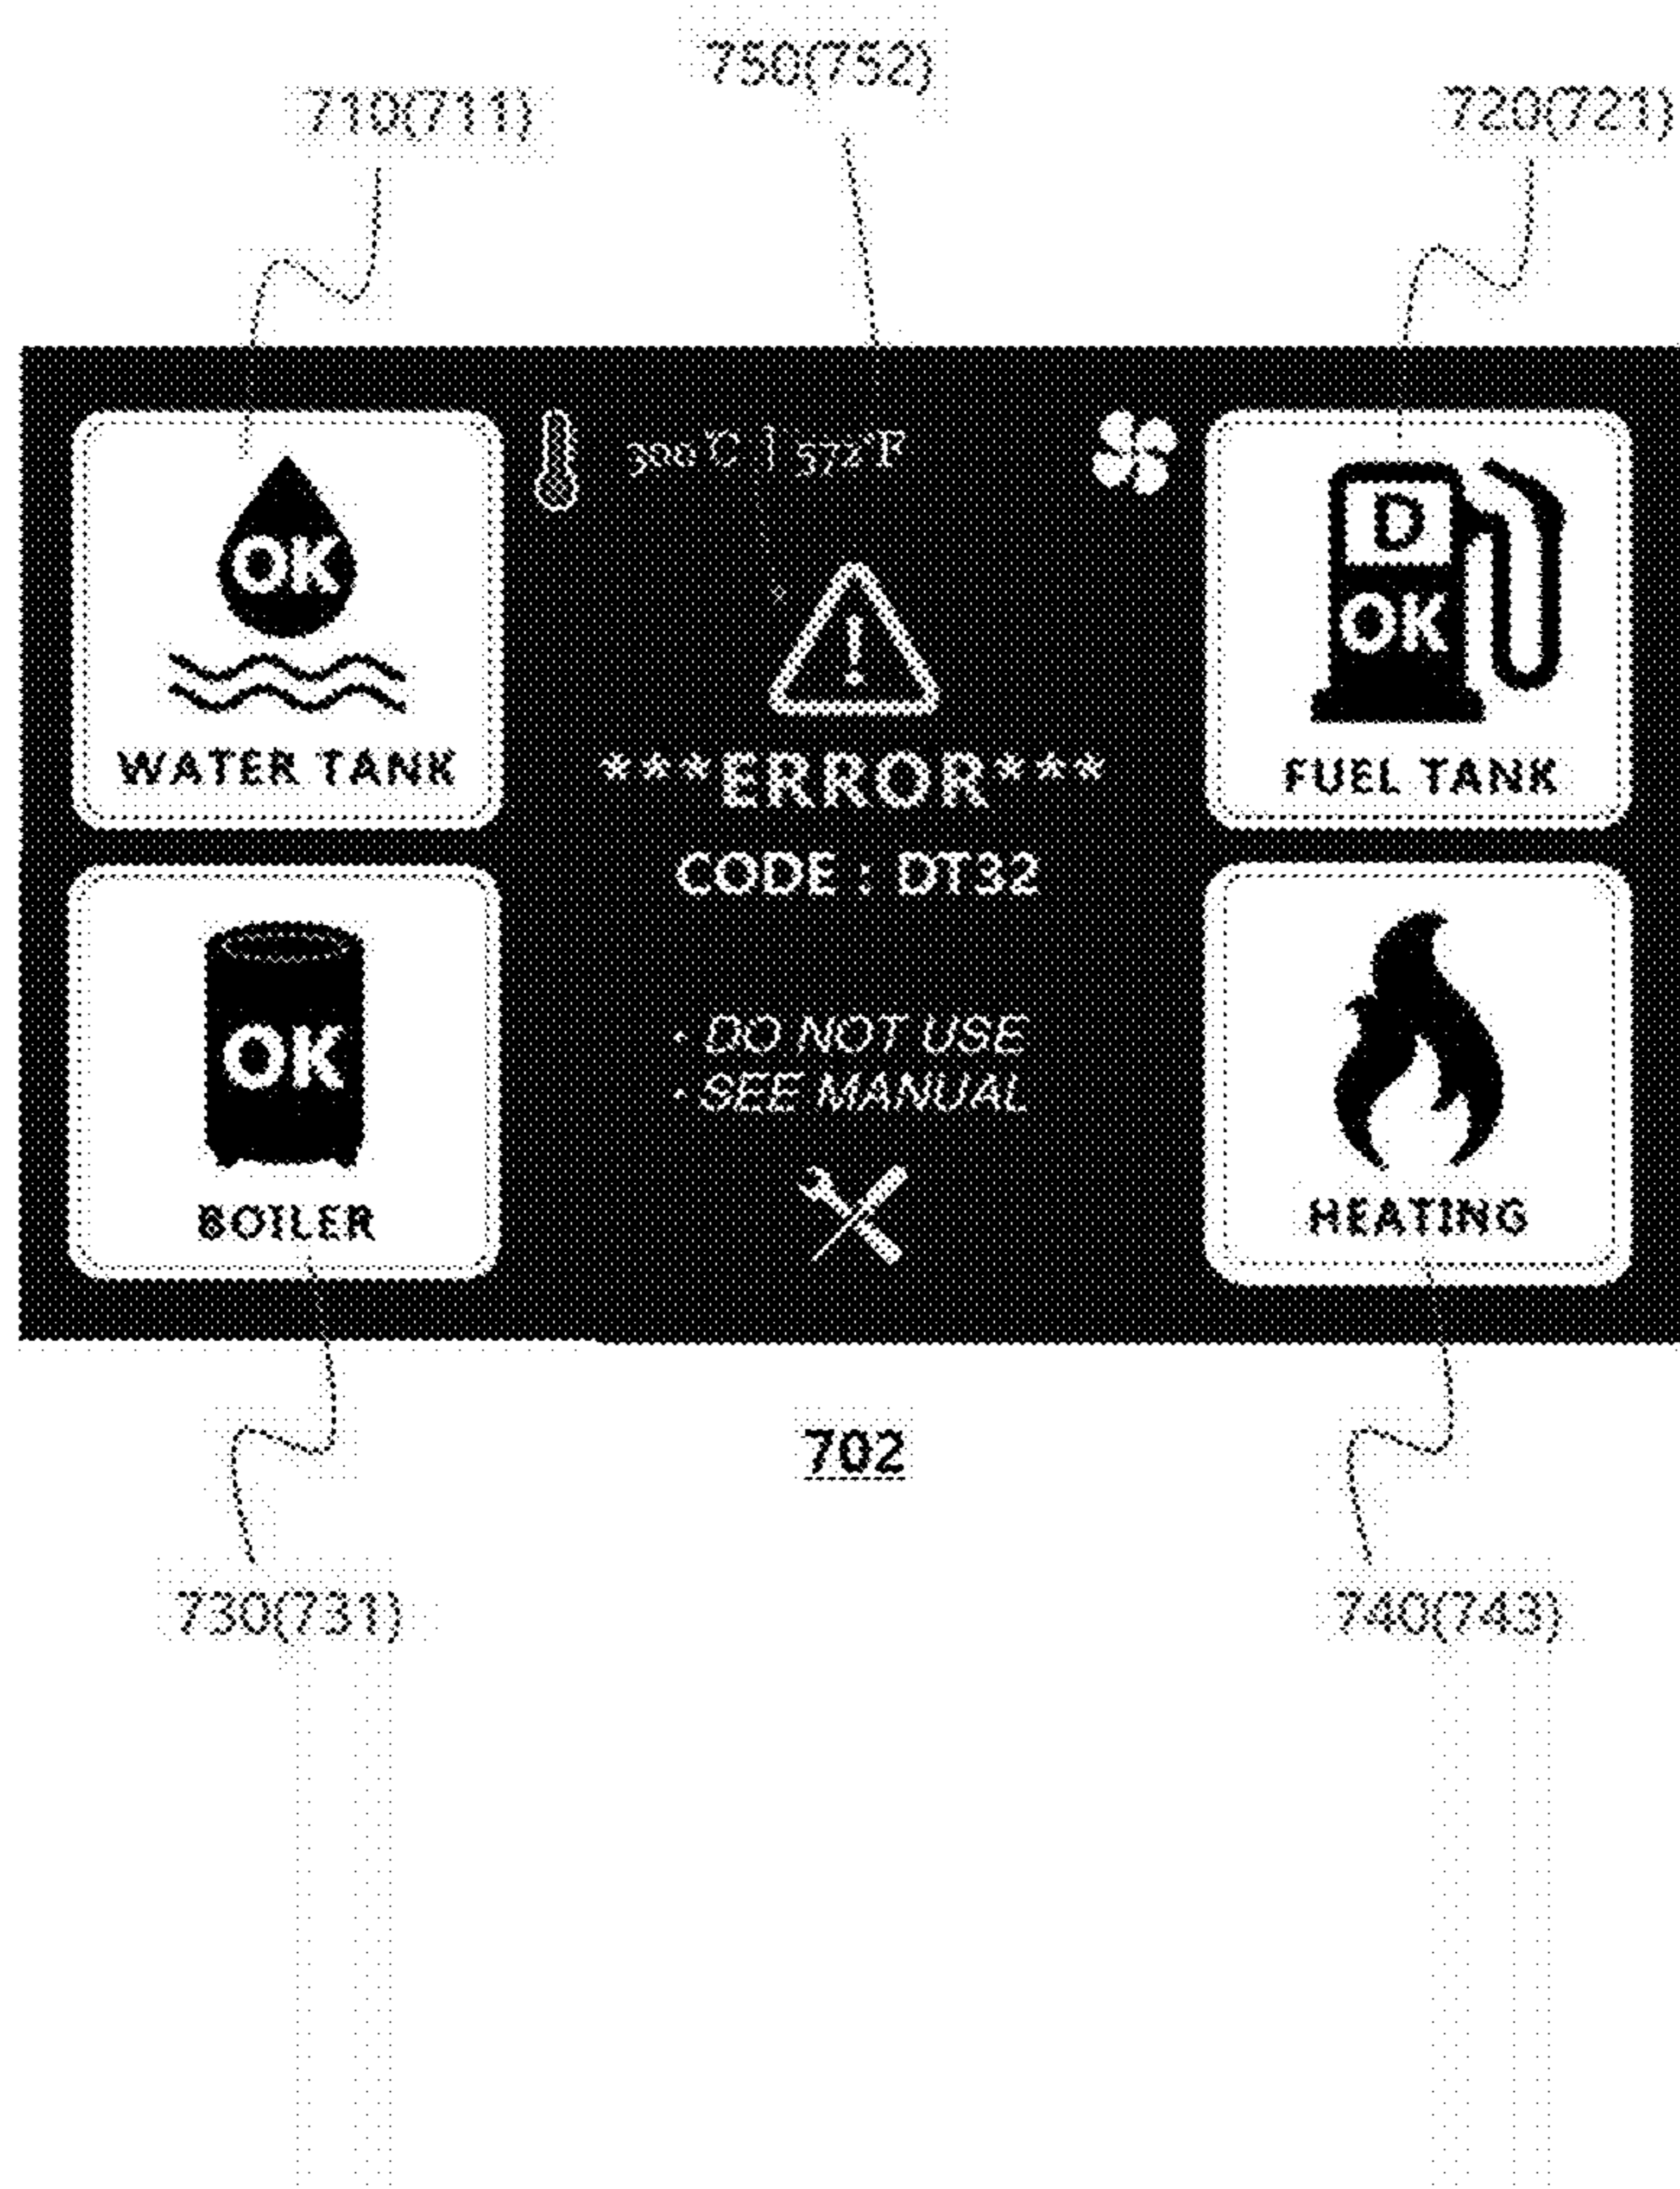 750(752)
710(711)
720(721)
300°C | 572°F
OK
D
OK
WATER TANK
!
***ERROR***
FUEL TANK
CODE : DT32
OK
BOILER
• DO NOT USE
• SEE MANUAL
HEATING
702
730(731)
740(743)